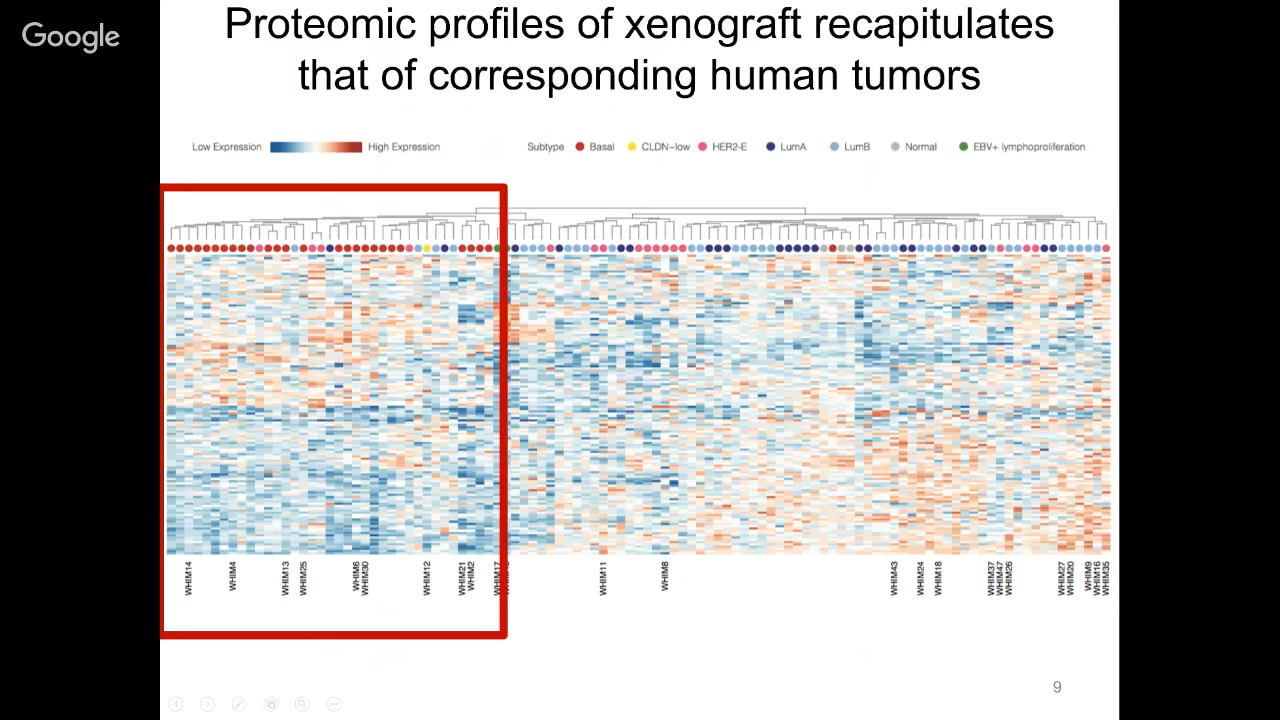 Google
Proteomic profiles of xenograft recapitulates
that of corresponding human tumors
Low Expression High Expression Subtype Basal CLDN-low HER2-E LumA LumB Normal EBV+ lymphoproliferation
WHIM14 WHIM4 WHIM13 WHIM25 WHIM6 WHIM30 WHIM12 WHIM21 WHIM2 WHIM17 WHIM11 WHIM8 WHIM43 WHIM24 WHIM18 WHIM37 WHIM47 WHIM26 WHIM27 WHIM20 WHIM9 WHIM16 WHIM35
9